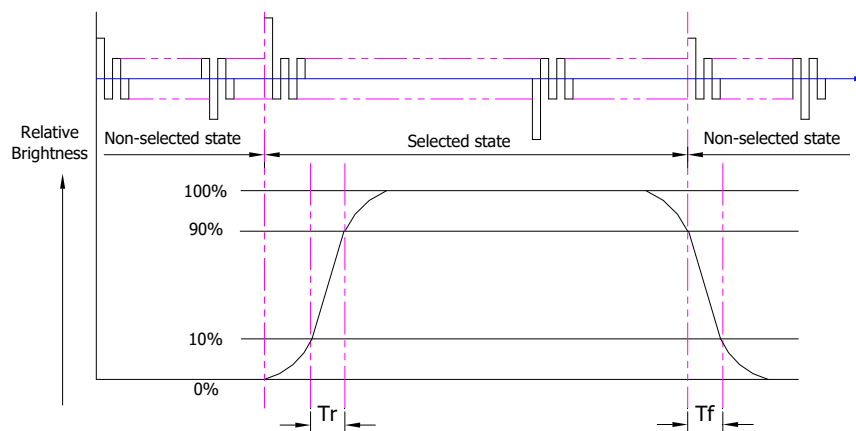 Relative
Brightness
Non-selected state
Selected state
Non-selected state
100%
90%
10%
0%
Tr
Tf